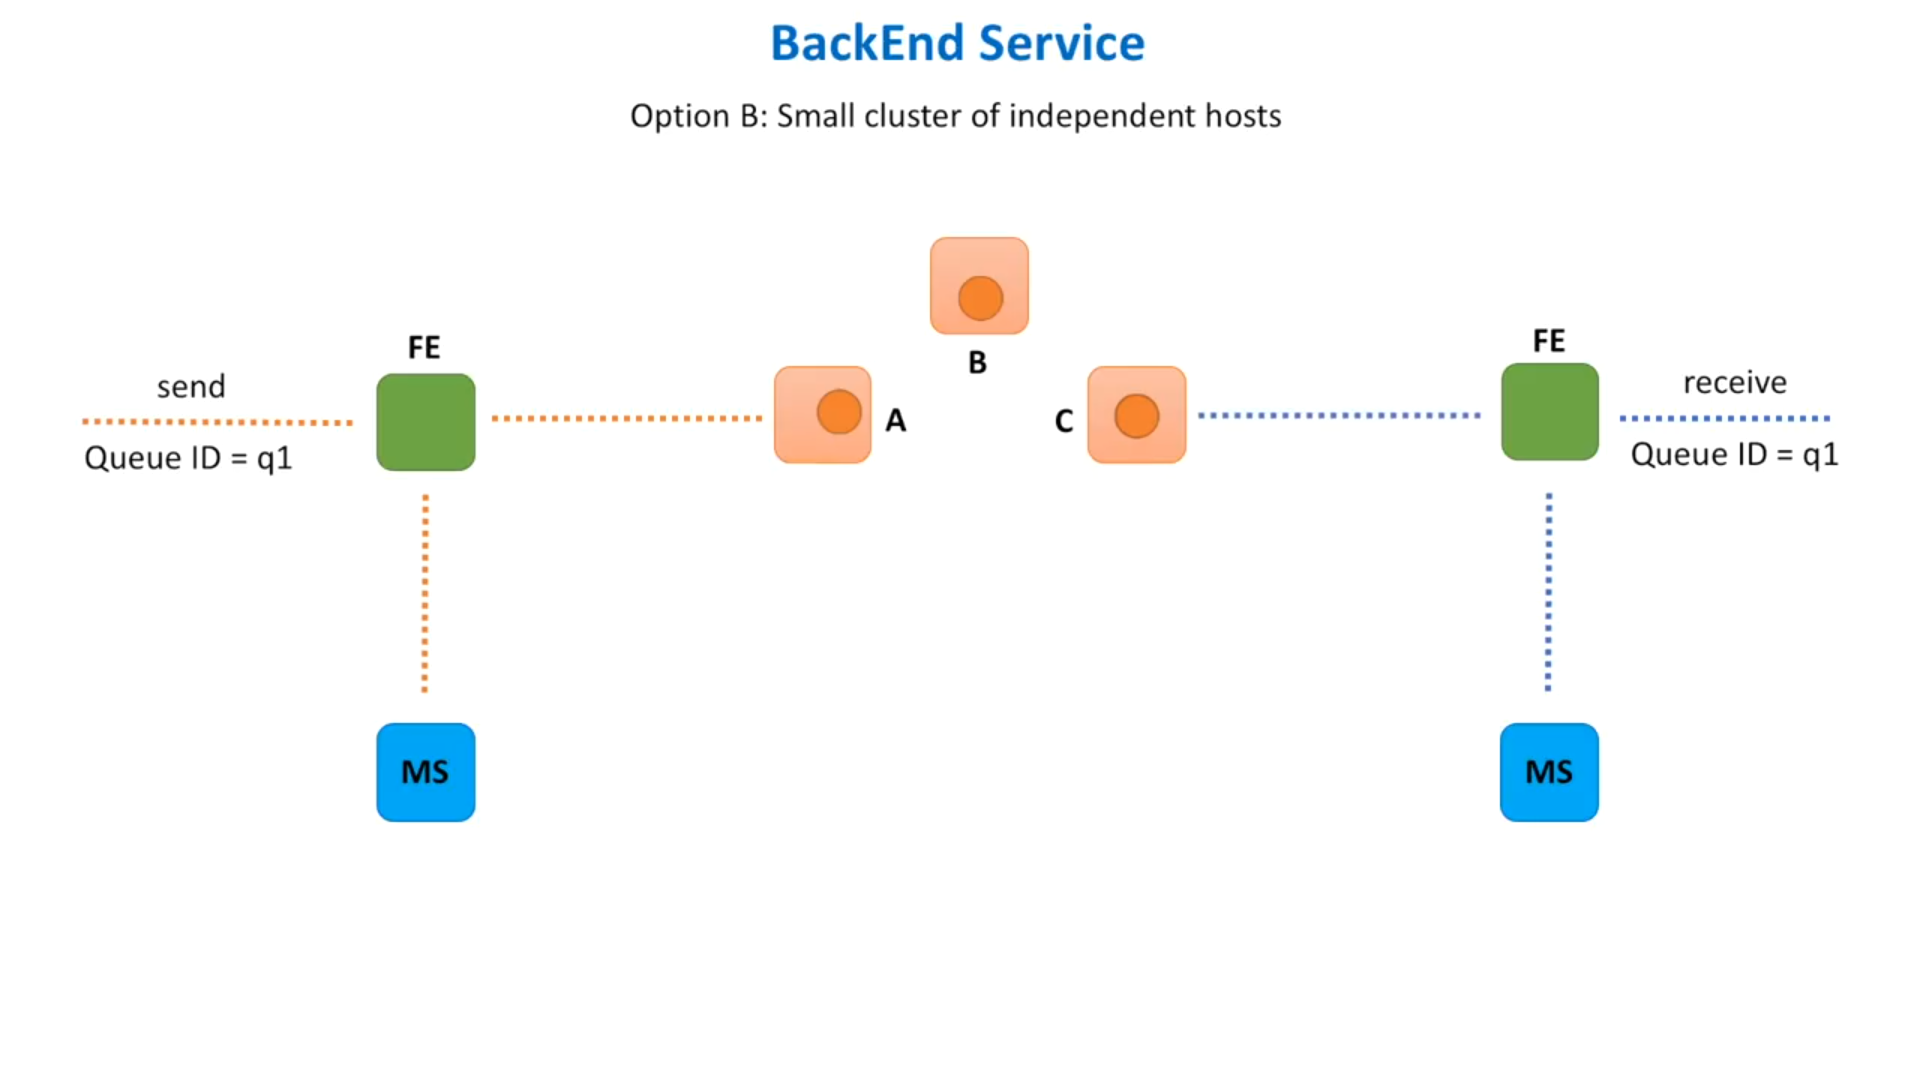 BackEnd Service
Option B: Small cluster of independent hosts
B
FE
send
Queue ID = q1
A
C
FE
receive
Queue ID = q1
MS
MS